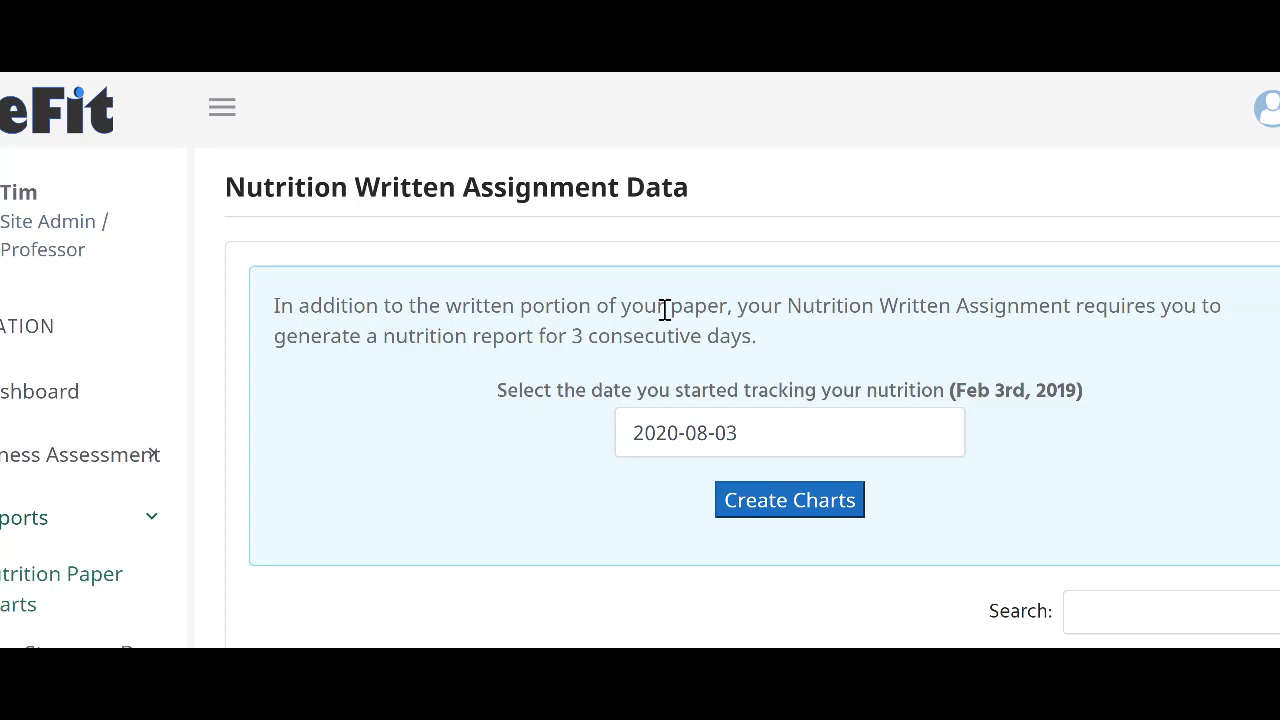 eFit
Nutrition Written Assignment Data
Tim
Site Admin /
Professor
ATION
shboard
ness Assessment
ports
trition Paper
arts
In addition to the written portion of your paper, your Nutrition Written Assignment requires you to
generate a nutrition report for 3 consecutive days.
Select the date you started tracking your nutrition (Feb 3rd, 2019)
2020-08-03
Create Charts
Search: